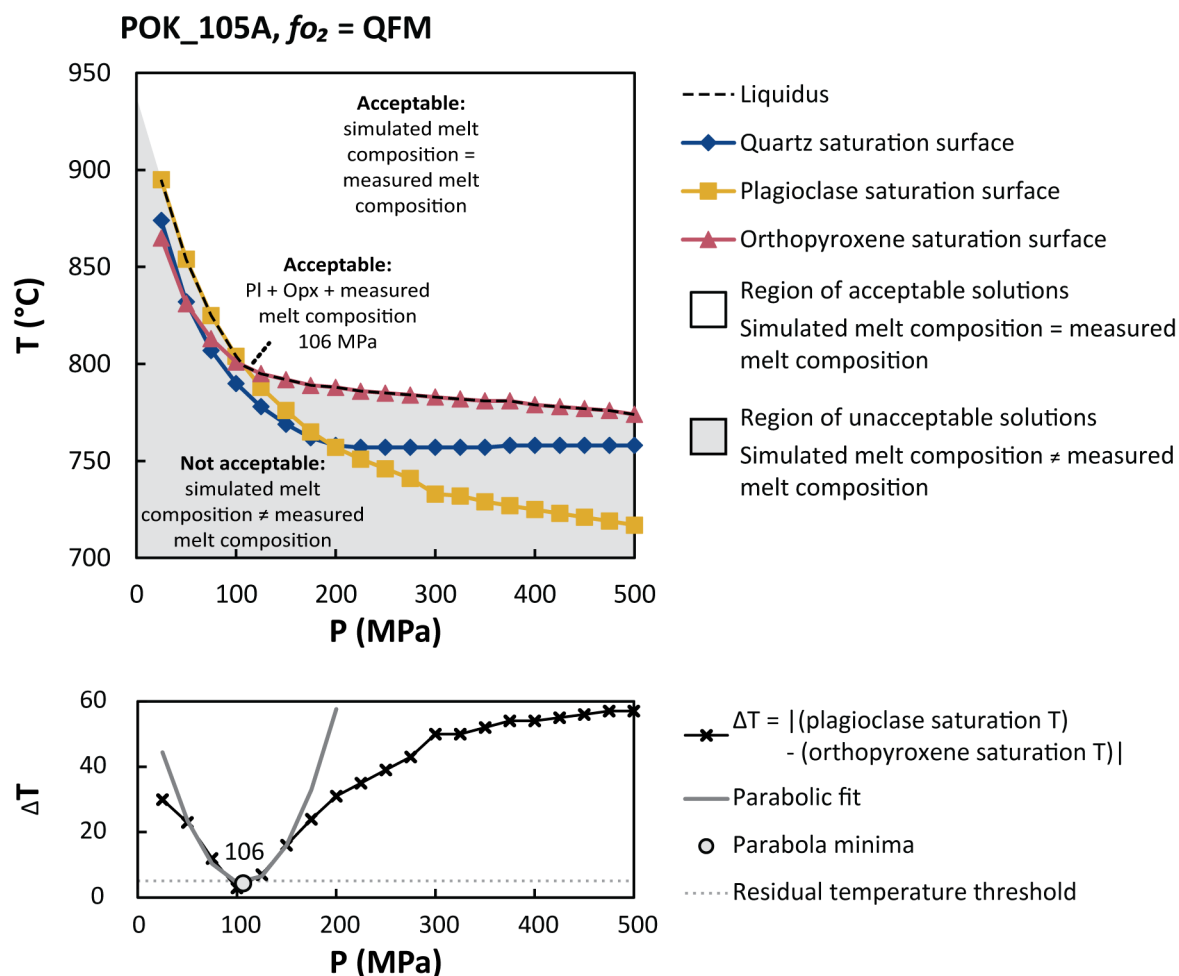 POK_105A, fo₂ = QFM
950
900
850
800
750
700
T (°C)
0
100
200
300
400
500
P (MPa)
Acceptable:
simulated melt
composition =
measured melt
composition
Acceptable:
Pl + Opx + measured
melt composition
106 MPa
Not acceptable:
simulated melt
composition ≠ measured
melt composition
Liquidus
Quartz saturation surface
Plagioclase saturation surface
Orthopyroxene saturation surface
Region of acceptable solutions
Simulated melt composition = measured
melt composition
Region of unacceptable solutions
Simulated melt composition ≠ measured
melt composition
60
40
20
0
ΔT
106
0
100
200
300
400
500
P (MPa)
ΔT = |(plagioclase saturation T)
- (orthopyroxene saturation T)|
Parabolic fit
Parabola minima
Residual temperature threshold